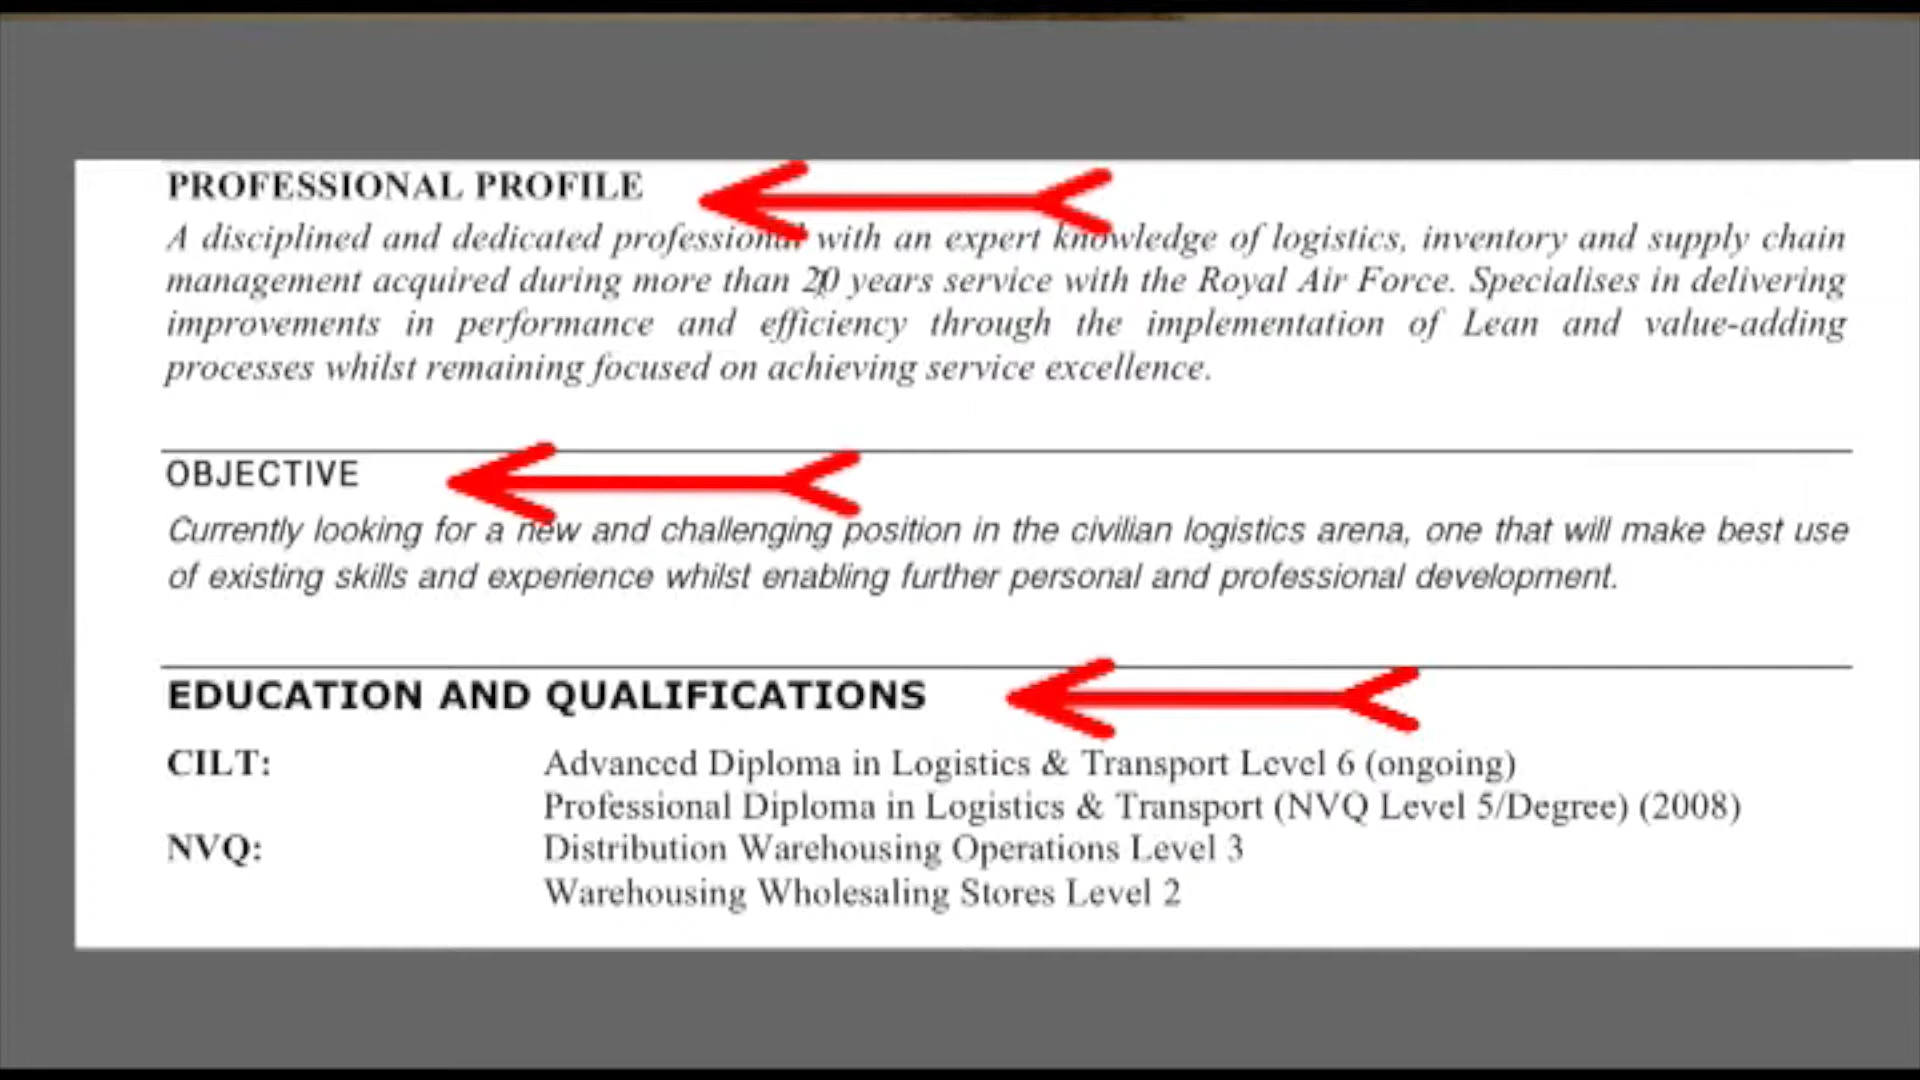 PROFESSIONAL PROFILE
A disciplined and dedicated professional with an expert knowledge of logistics, inventory and supply chain
management acquired during more than 20 years service with the Royal Air Force. Specialises in delivering
improvements in performance and efficiency through the implementation of Lean and value-adding
processes whilst remaining focused on achieving service excellence.
OBJECTIVE
Currently looking for a new and challenging position in the civilian logistics arena, one that will make best use
of existing skills and experience whilst enabling further personal and professional development.
EDUCATION AND QUALIFICATIONS
CILT: Advanced Diploma in Logistics & Transport Level 6 (ongoing)
Professional Diploma in Logistics & Transport (NVQ Level 5/Degree) (2008)
NVQ: Distribution Warehousing Operations Level 3
Warehousing Wholesaling Stores Level 2